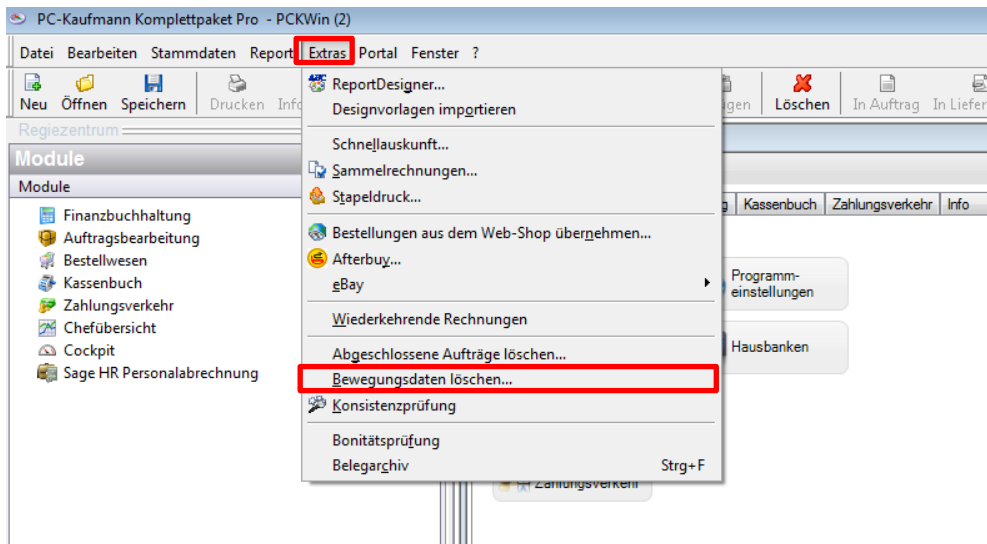 PC-Kaufmann Komplettpaket Pro - PCKWin (2)
Datei Bearbeiten Stammdaten Report Extras Portal Fenster ?
Neu Öffnen Speichern Drucken Löschen In Auftrag
Regiezentrum
Module
Module
Finanzbuchhaltung
Auftragsbearbeitung
Bestellwesen
Kassenbuch
Zahlungsverkehr
Chefübersicht
Cockpit
Sage HR Personalabrechnung
ReportDesigner...
Designvorlagen importieren
Schnellauskunft...
Sammelrechnungen...
Stapeldruck...
Bestellungen aus dem Web-Shop übernehmen...
Afterbuy...
eBay
Wiederkehrende Rechnungen
Abgeschlossene Aufträge löschen...
Bewegungsdaten löschen...
Konsistenzprüfung
Bonitätsprüfung
Belegarchiv Strg+F
Kassenbuch Zahlungsverkehr Info
Programm-
einstellungen
Hausbanken
Zahlungsverkehr